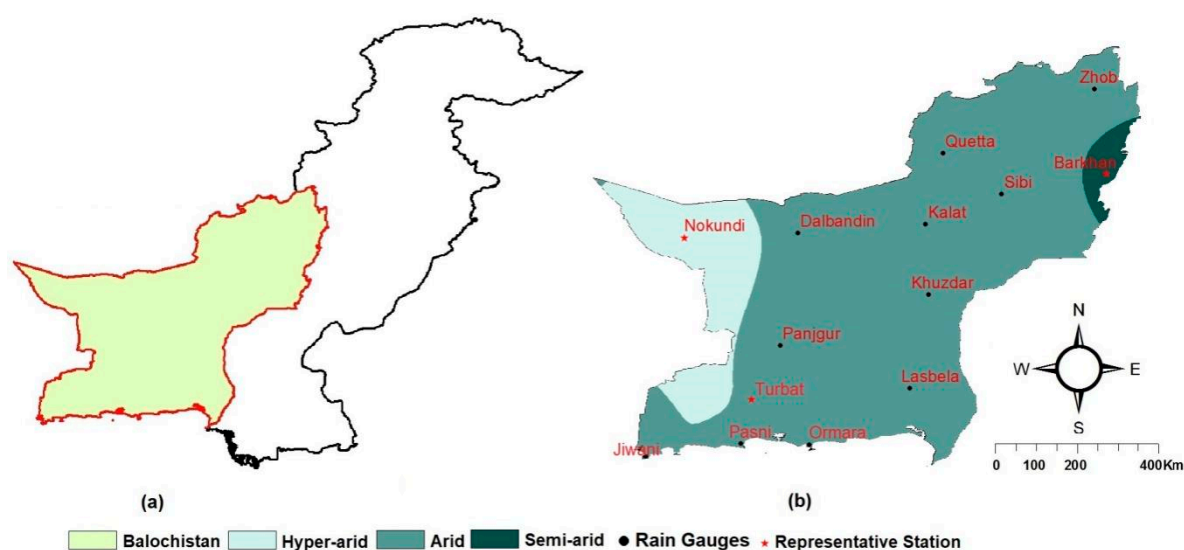 Zhob
Quetta
Barkhan
Sibi
Nokundi
Dalbandin
Kalat
Khuzdar
N
Panjgur
W
E
Turbat
Lasbela
S
Pasni
Ormara
Jiwani
0 100 200 400Km
(a)
(b)
Balochistan Hyper-arid Arid Semi-arid Rain Gauges Representative Station